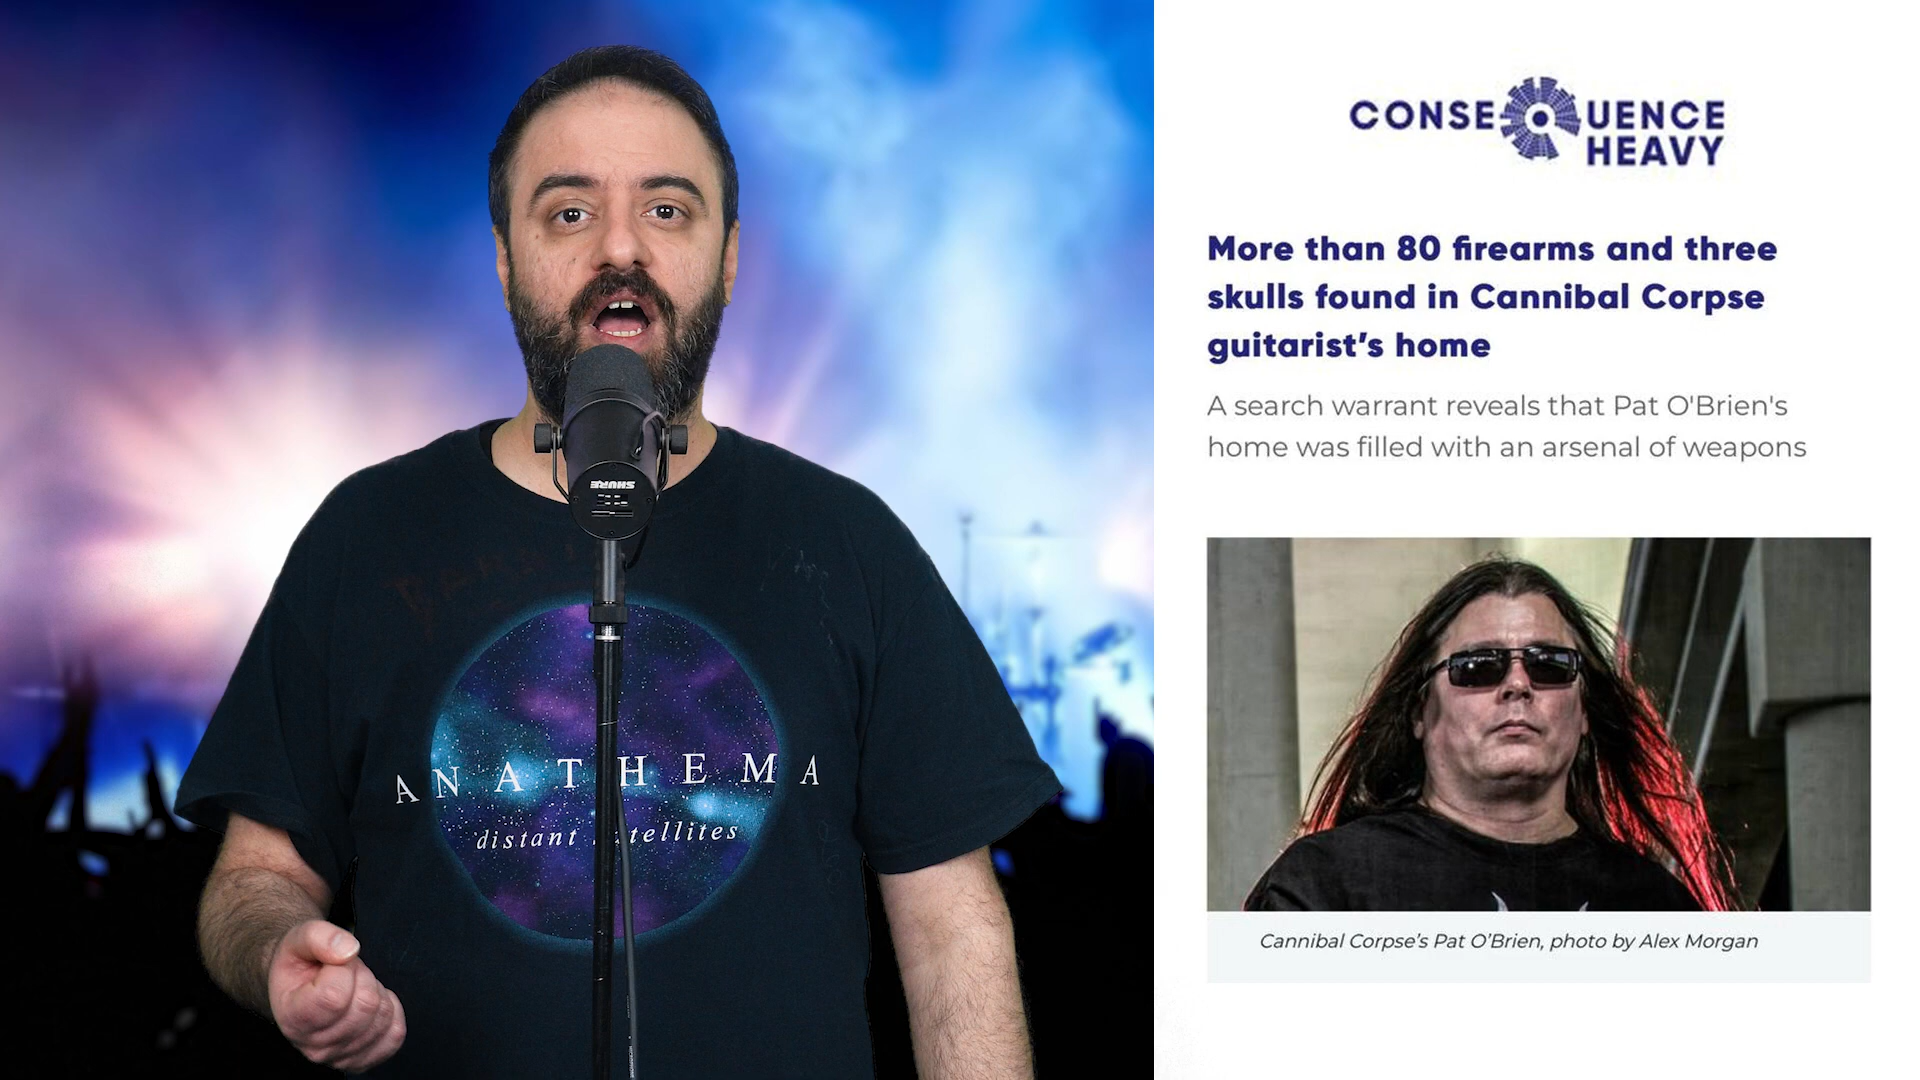 SHURE
ANATHEMA
distant tellites
CONSEQUENCE
HEAVY
More than 80 firearms and three
skulls found in Cannibal Corpse
guitarist’s home
A search warrant reveals that Pat O'Brien's
home was filled with an arsenal of weapons
Cannibal Corpse’s Pat O’Brien, photo by Alex Morgan